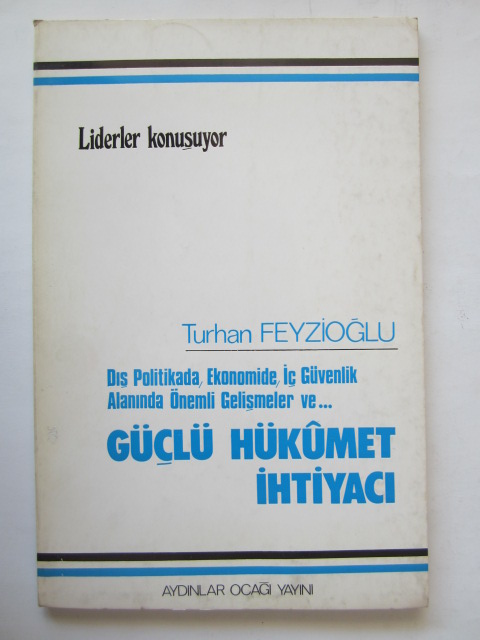 Liderler konuşuyor
Turhan FEYZİOĞLU
Dış Politikada, Ekonomide, İç Güvenlik
Alanında Önemli Gelişmeler ve...
GÜÇLÜ HÜKÛMET
İHTİYACI
AYDINLAR OCAĞI YAYINI